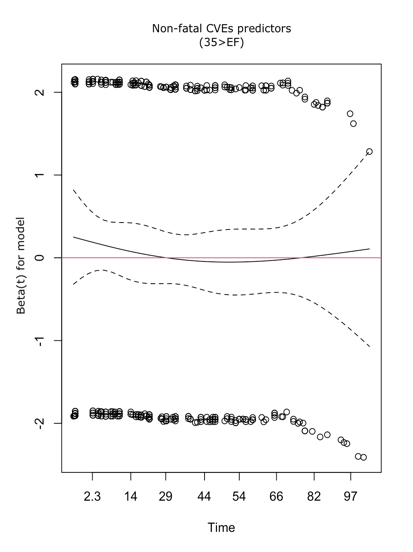 Non-fatal CVEs predictors
(35>EF)
Beta(t) for model
2
1
0
-1
-2
2.3 14 29 44 54 66 82 97
Time